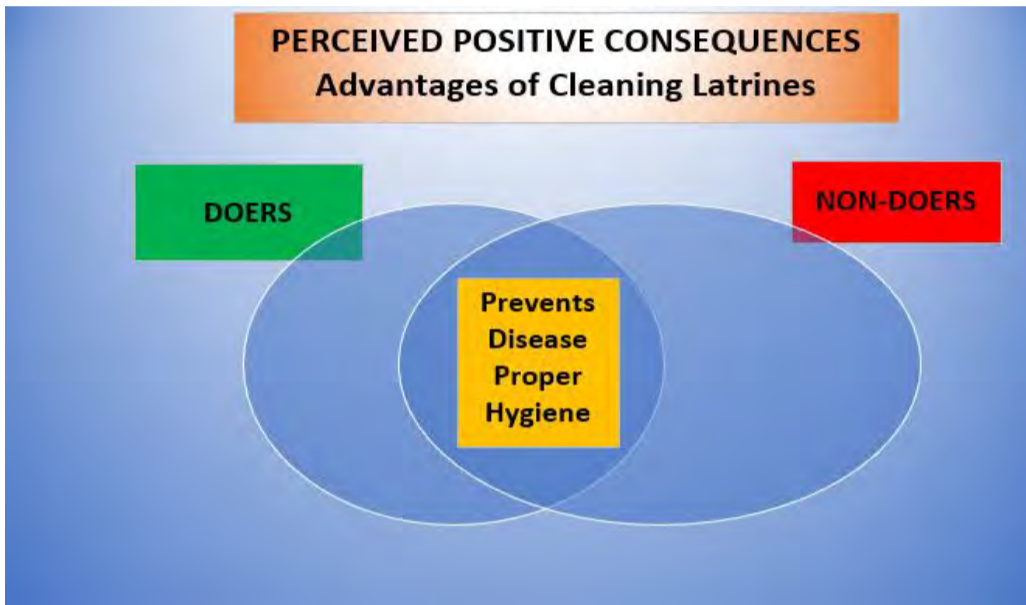 PERCEIVED POSITIVE CONSEQUENCES
Advantages of Cleaning Latrines
DOERS
NON-DOERS
Prevents
Disease
Proper
Hygiene